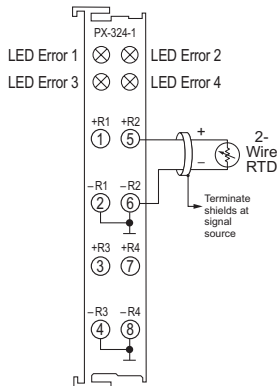 PX-324-1
LED Error 1
LED Error 2
LED Error 3
LED Error 4
+R1
+R2
1
5
+
–
2-
Wire
RTD
–R1
–R2
2
6
Terminate
shields at
signal
source
+R3
+R4
3
7
–R3
–R4
4
8